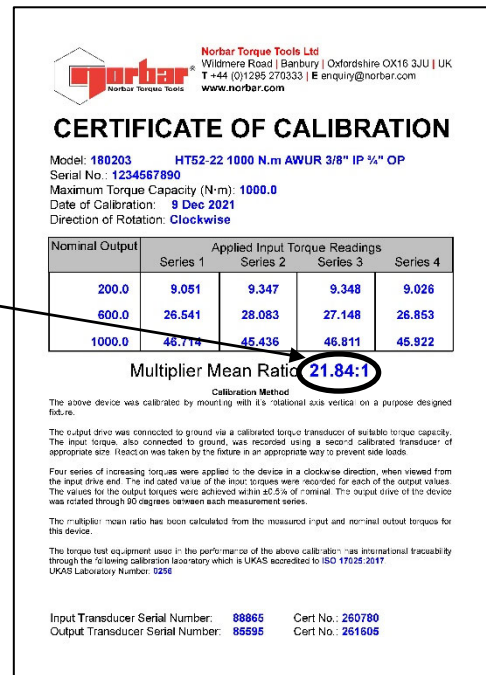 norbar®
Norbar Torque Tools
Norbar Torque Tools Ltd
Wildmere Road | Banbury | Oxfordshire OX16 3JU | UK
T +44 (0)1295 270333 | E enquiry@norbar.com
www.norbar.com
CERTIFICATE OF CALIBRATION
Model: 180203 HT52-22 1000 N.m AWUR 3/8" IP ¾" OP
Serial No.: 1234567890
Maximum Torque Capacity (N·m): 1000.0
Date of Calibration: 9 Dec 2021
Direction of Rotation: Clockwise
Nominal Output Applied Input Torque Readings
Series 1 Series 2 Series 3 Series 4
200.0 9.051 9.347 9.348 9.026
600.0 26.541 28.083 27.148 26.853
1000.0 46.714 45.436 46.811 45.922
Multiplier Mean Ratio 21.84:1
Calibration Method
The above device was calibrated by mounting with it's rotational axis vertical on a purpose designed
fixture.
The output drive was connected to ground via a calibrated torque transducer of suitable torque capacity.
The input torque, also connected to ground, was recorded using a second calibrated transducer of
appropriate size. Reaction was taken by the fixture in an appropriate way to prevent side loads.
Four series of increasing torques were applied to the device in a clockwise direction, when viewed from
the input drive end. The indicated value of the input torques were recorded for each of the output values.
The values for the output torques were achieved within ±0.5% of nominal. The output drive of the device
was rotated through 90 degrees between each measurement series.
The multiplier mean ratio has been calculated from the measured input and nominal output torques for
this device.
The torque test equipment used in the performance of the above calibration has international traceability
through the following calibration laboratory which is UKAS accredited to ISO 17025:2017.
UKAS Laboratory Number: 0256
Input Transducer Serial Number: 88865 Cert No.: 260780
Output Transducer Serial Number: 85595 Cert No.: 261605